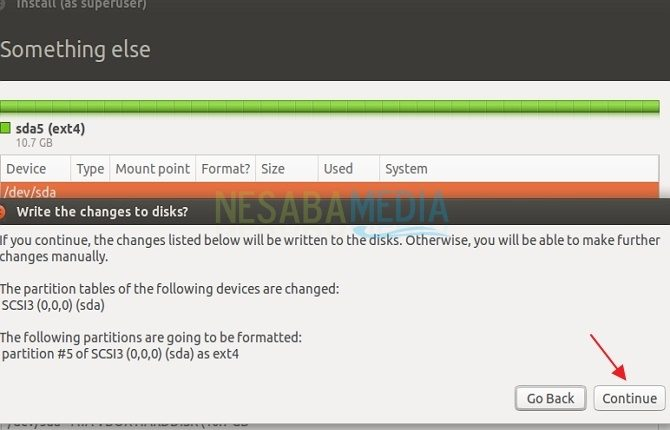 Install (as superuser)
Something else
sda5 (ext4)
10.7 GB
Device Type Mount point Format? Size Used System
/dev/sda
NESABAMEDIA
Write the changes to disks?
If you continue, the changes listed below will be written to the disks. Otherwise, you will be able to make further
changes manually.
The partition tables of the following devices are changed:
SCSI3 (0,0,0) (sda)
The following partitions are going to be formatted:
partition #5 of SCSI3 (0,0,0) (sda) as ext4
Go Back Continue